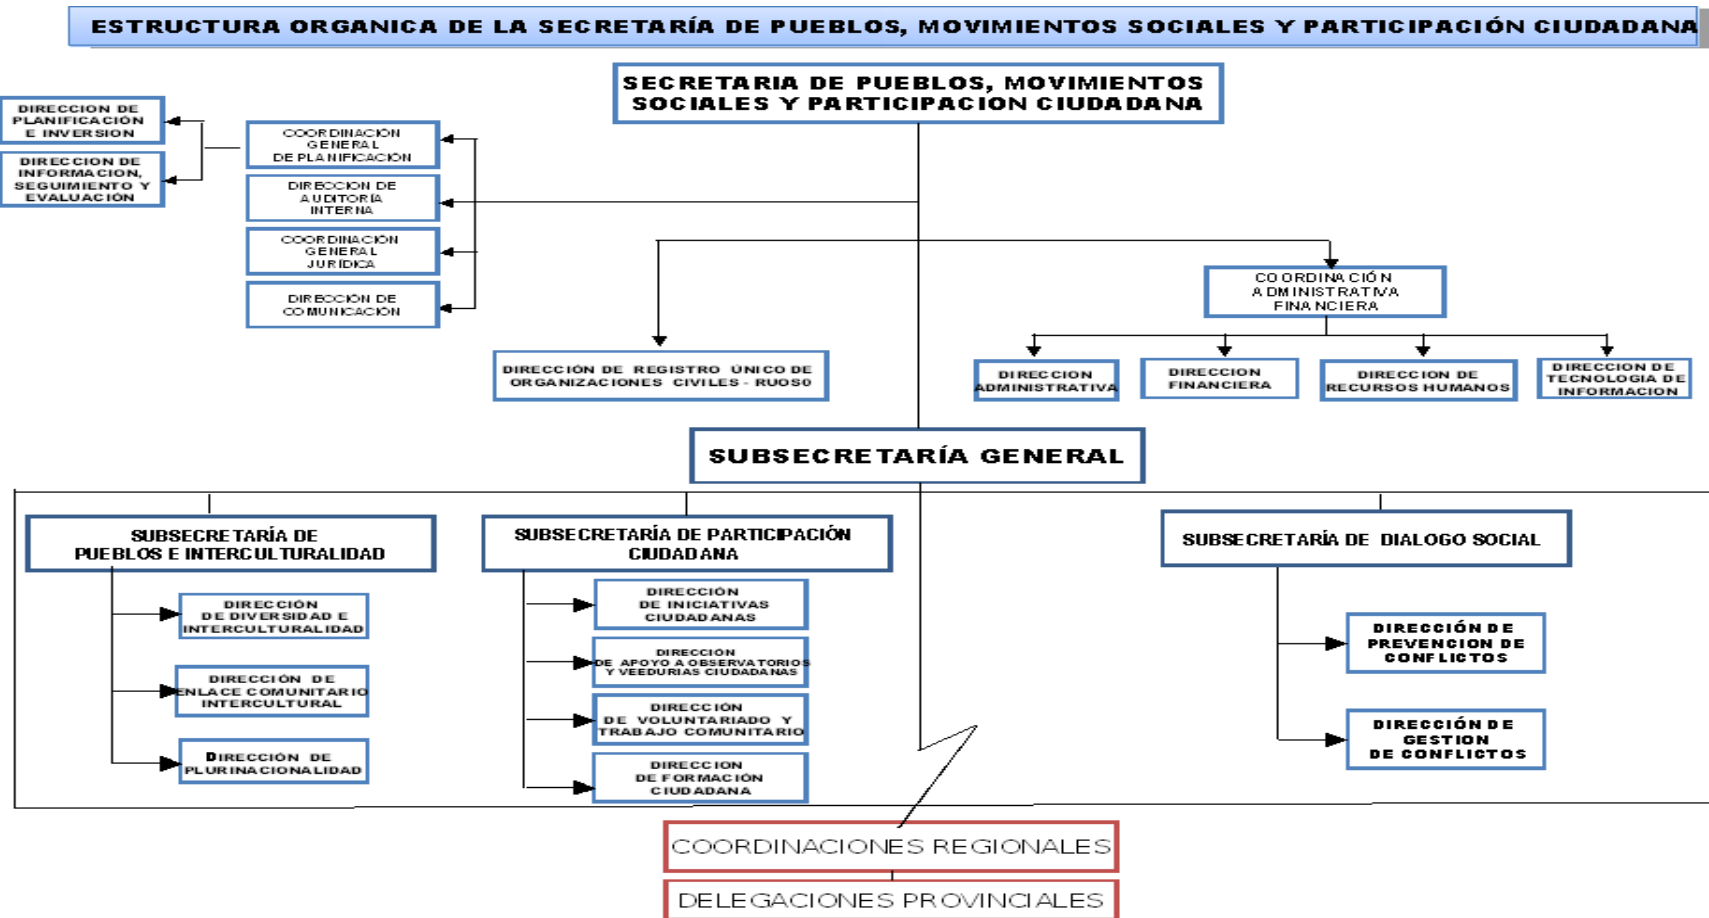 ESTRUCTURA ORGANICA DE LA SECRETARÍA DE PUEBLOS, MOVIMIENTOS SOCIALES Y PARTICIPACIÓN CIUDADANA
SECRETARIA DE PUEBLOS, MOVIMIENTOS
SOCIALES Y PARTICIPACION CIUDADANA
DIRECCION DE
PLANIFICACIÓN
E INVERSION
DIRECCION DE
INFORMACION,
SEGUIMIENTO Y
EVALUACIÓN
COORDINACIÓN
GENERAL
DE PLANIFICACIÓN
DIRECCION DE
AUDITORÍA
INTERNA
COORDINACIÓN
GENERAL
JURÍDICA
DIRECCIÓN DE
COMUNICACIÓN
COORDINACIÓN
ADMINISTRATIVA
FINANCIERA
DIRECCIÓN DE REGISTRO ÚNICO DE
ORGANIZACIONES CIVILES - RUOS0
DIRECCION
ADMINISTRATIVA
DIRECCION
FINANCIERA
DIRECCION DE
RECURSOS HUMANOS
DIRECCION DE
TECNOLOGIA DE
INFORMACION
SUBSECRETARÍA GENERAL
SUBSECRETARÍA DE
PUEBLOS E INTERCULTURALIDAD
DIRECCIÓN
DE DIVERSIDAD E
INTERCULTURALIDAD
DIRECCIÓN DE
ENLACE COMUNITARIO
INTERCULTURAL
DIRECCIÓN DE
PLURINACIONALIDAD
SUBSECRETARÍA DE PARTICIPACIÓN
CIUDADANA
DIRECCIÓN
DE INICIATIVAS
CIUDADANAS
DIRECCIÓN
DE APOYO A OBSERVATORIOS
Y VEEDURIAS CIUDADANAS
DIRECCIÓN
DE VOLUNTARIADO Y
TRABAJO COMUNITARIO
DIRECCION
DE FORMACIÓN
CIUDADANA
SUBSECRETARÍA DE DIALOGO SOCIAL
DIRECCIÓN DE
PREVENCION DE
CONFLICTOS
DIRECCIÓN DE
GESTION
DE CONFLICTOS
COORDINACIONES REGIONALES
DELEGACIONES PROVINCIALES